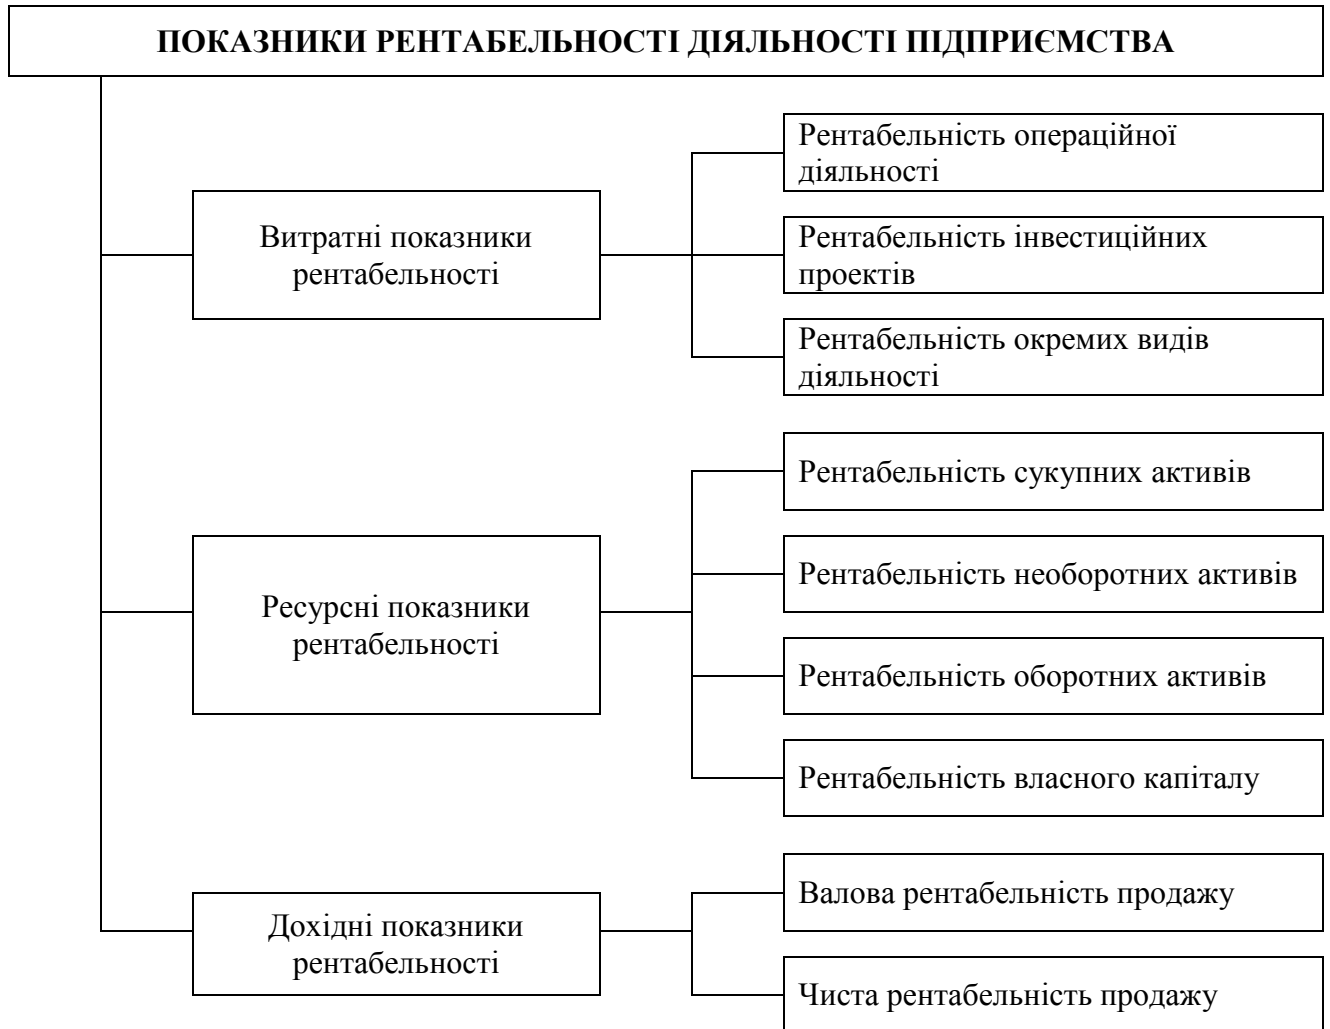 ПОКАЗНИКИ РЕНТАБЕЛЬНОСТІ ДІЯЛЬНОСТІ ПІДПРИЄМСТВА
Витратні показники
рентабельності
Рентабельність операційної
діяльності
Рентабельність інвестиційних
проектів
Рентабельність окремих видів
діяльності
Ресурсні показники
рентабельності
Рентабельність сукупних активів
Рентабельність необоротних активів
Рентабельність оборотних активів
Рентабельність власного капіталу
Дохідні показники
рентабельності
Валова рентабельність продажу
Чиста рентабельність продажу